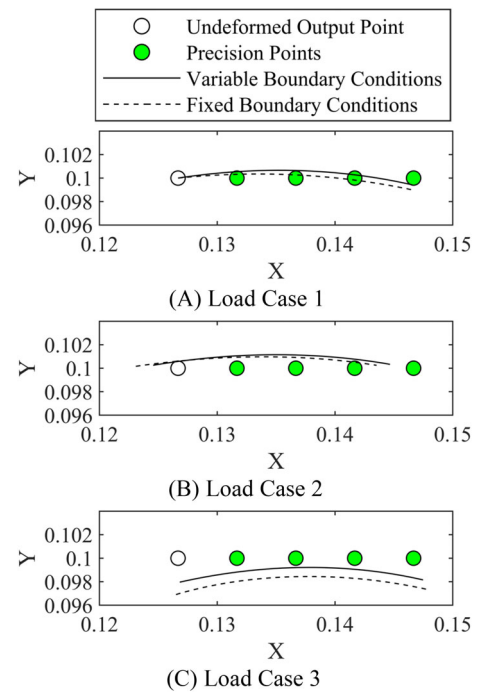 Undeformed Output Point
Precision Points
Variable Boundary Conditions
Fixed Boundary Conditions
0.102
0.1
0.098
0.096
Y
0.12 0.13 0.14 0.15
X
(A) Load Case 1
0.102
0.1
0.098
0.096
Y
0.12 0.13 0.14 0.15
X
(B) Load Case 2
0.102
0.1
0.098
0.096
Y
0.12 0.13 0.14 0.15
X
(C) Load Case 3